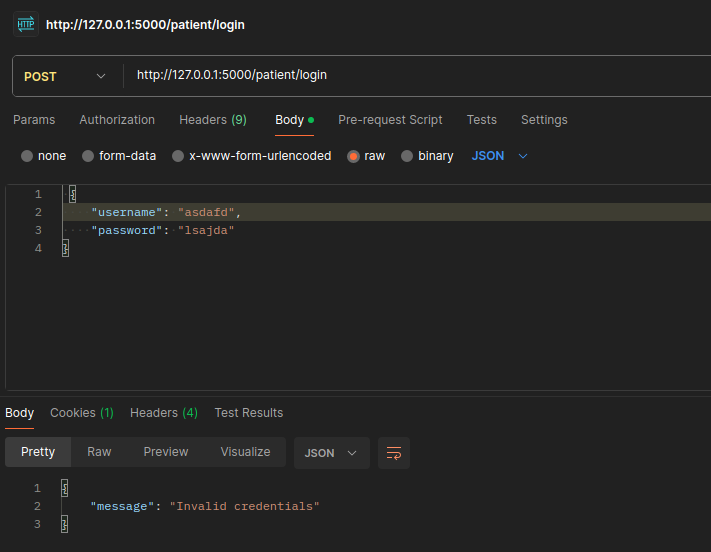 HTTP http://127.0.0.1:5000/patient/login
POST http://127.0.0.1:5000/patient/login
Params Authorization Headers (9) Body Pre-request Script Tests Settings
none form-data x-www-form-urlencoded raw binary JSON
1 {
2 "username": "asdafd",
3 "password": "lsajda"
4 }
Body Cookies (1) Headers (4) Test Results
Pretty Raw Preview Visualize JSON
1 {
2 "message": "Invalid credentials"
3 }